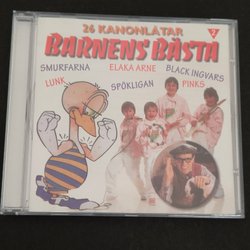 26 KANONLÅTAR
BARNENS BÄSTA
2
SMURFARNA ELAKA ARNE BLACK INGVARS
LUNK SPÖKLIGAN PINKS